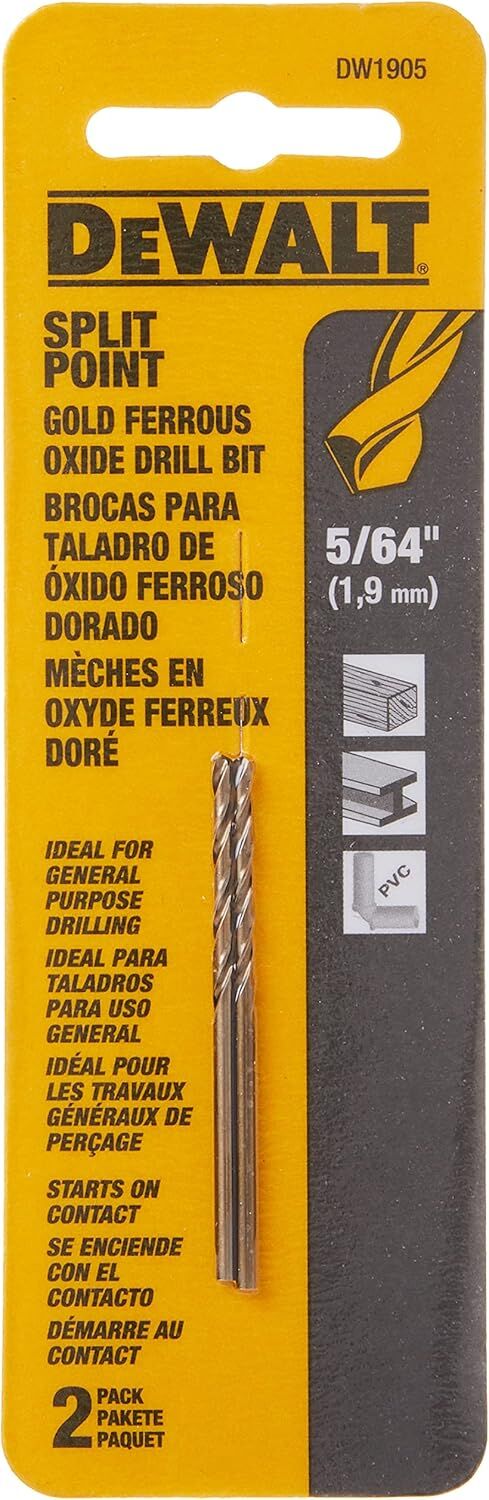 DW1905
DEWALT®
SPLIT
POINT
GOLD FERROUS
OXIDE DRILL BIT
BROCAS PARA
TALADRO DE
ÓXIDO FERROSO
DORADO
MÈCHES EN
OXYDE FERREUX
DORÉ
5/64"
(1,9 mm)
PVC
IDEAL FOR
GENERAL
PURPOSE
DRILLING
IDEAL PARA
TALADROS
PARA USO
GENERAL
IDÉAL POUR
LES TRAVAUX
GÉNÉRAUX DE
PERÇAGE
STARTS ON
CONTACT
SE ENCIENDE
CON EL
CONTACTO
DÉMARRE AU
CONTACT
2 PACK
PAKETE
PAQUET